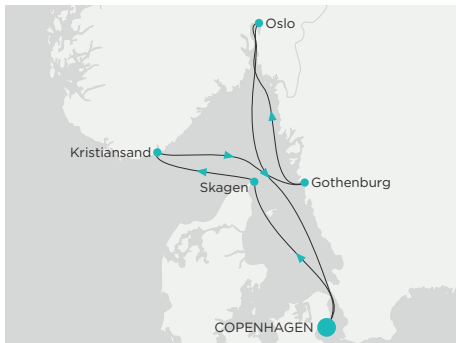 Oslo
Kristiansand
Skagen
Gothenburg
COPENHAGEN